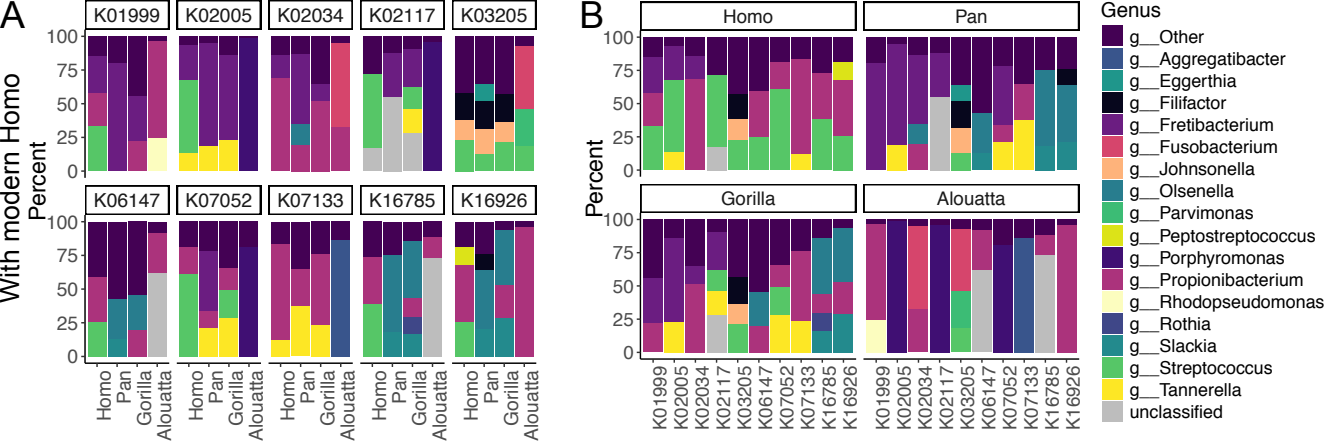 A
With modern Homo
Percent
K01999 K02005 K02034 K02117 K03205
100
75
50
25
0
K06147 K07052 K07133 K16785 K16926
100
75
50
25
0
Homo Pan Gorilla Alouatta Homo Pan Gorilla Alouatta Homo Pan Gorilla Alouatta Homo Pan Gorilla Alouatta Homo Pan Gorilla Alouatta
B
Percent
Homo Pan
100
75
50
25
0
Gorilla Alouatta
100
75
50
25
0
K01999 K02005 K02034 K02117 K03205 K06147 K07052 K07133 K16785 K16926 K01999 K02005 K02034 K02117 K03205 K06147 K07052 K07133 K16785 K16926
Genus
g__Other
g__Aggregatibacter
g__Eggerthia
g__Filifactor
g__Fretibacterium
g__Fusobacterium
g__Johnsonella
g__Olsenella
g__Parvimonas
g__Peptostreptococcus
g__Porphyromonas
g__Propionibacterium
g__Rhodopseudomonas
g__Rothia
g__Slackia
g__Streptococcus
g__Tannerella
unclassified